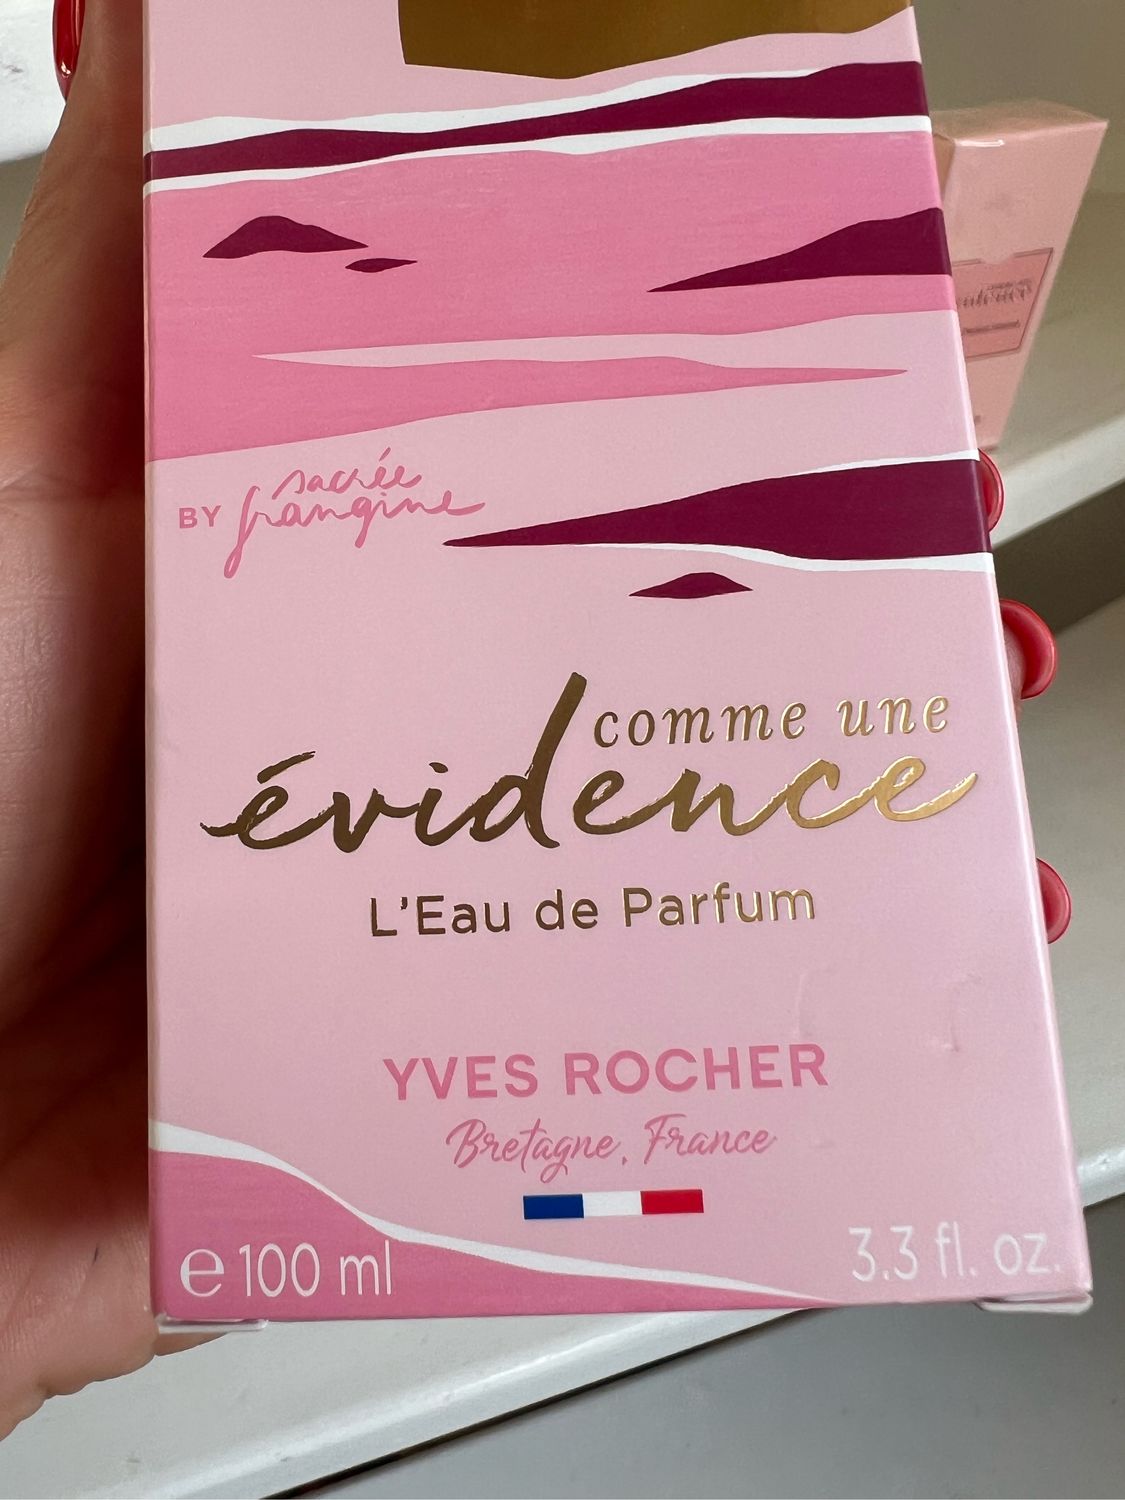 BY sacrée
frangine
comme une
évidence
L'Eau de Parfum
YVES ROCHER
Bretagne, France
e 100 ml 3.3 fl. oz.